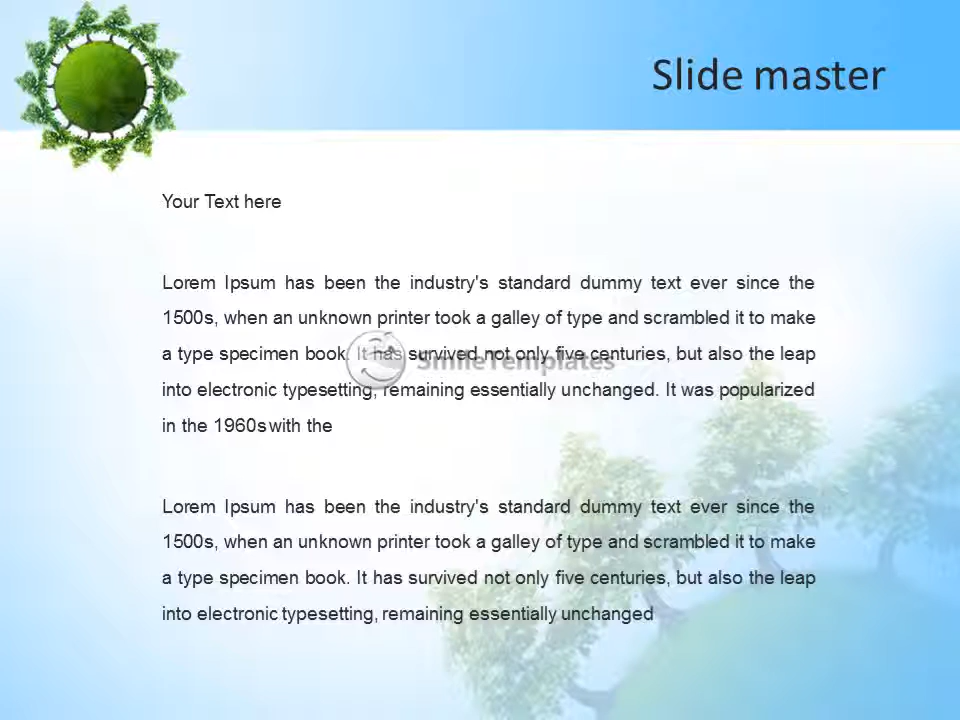 Slide master
Your Text here
Lorem Ipsum has been the industry's standard dummy text ever since the
1500s, when an unknown printer took a galley of type and scrambled it to make
a type specimen book. It has survived not only five centuries, but also the leap
SmileTemplates
into electronic typesetting, remaining essentially unchanged. It was popularized
in the 1960s with the
Lorem Ipsum has been the industry's standard dummy text ever since the
1500s, when an unknown printer took a galley of type and scrambled it to make
a type specimen book. It has survived not only five centuries, but also the leap
into electronic typesetting, remaining essentially unchanged